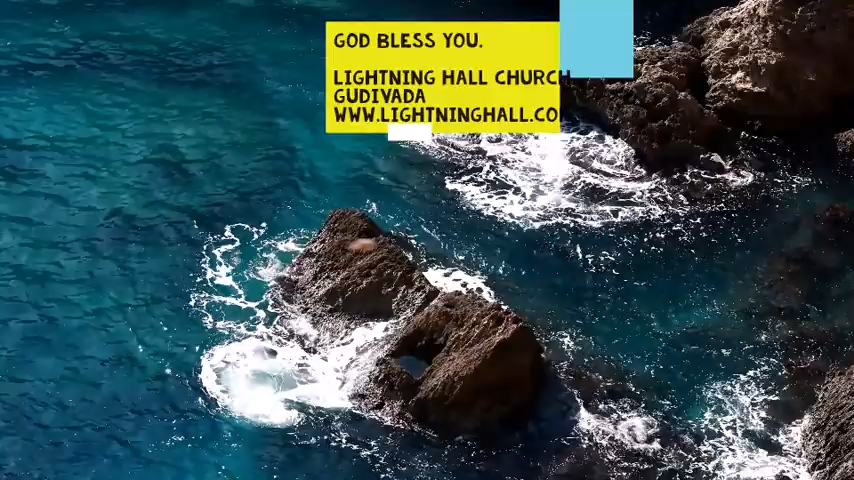 GOD BLESS YOU.
LIGHTNING HALL CHURCH
GUDIVADA
WWW.LIGHTNINGHALL.CO